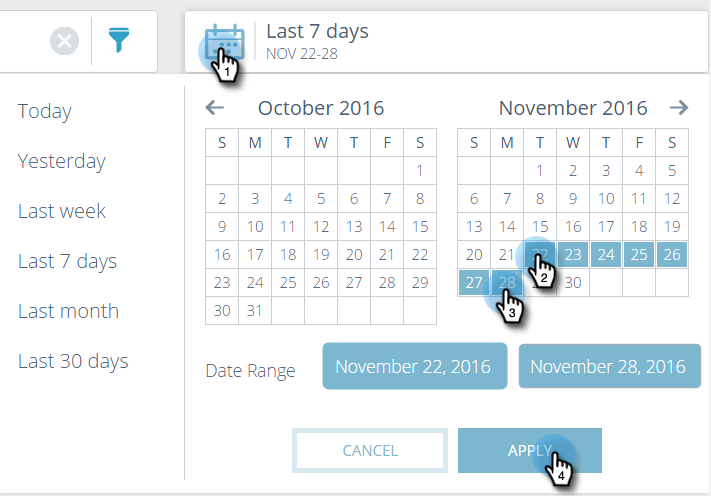 Last 7 days
NOV 22-28
1
Today
Yesterday
Last week
Last 7 days
Last month
Last 30 days
October 2016
S M T W T F S
1
2 3 4 5 6 7 8
9 10 11 12 13 14 15
16 17 18 19 20 21 22
23 24 25 26 27 28 29
30 31
November 2016
S M T W T F S
1 2 3 4 5
6 7 8 9 10 11 12
13 14 15 16 17 18 19
20 21 22 23 24 25 26
2
27 28 29 30
3
Date Range
November 22, 2016
November 28, 2016
CANCEL
APPLY
4